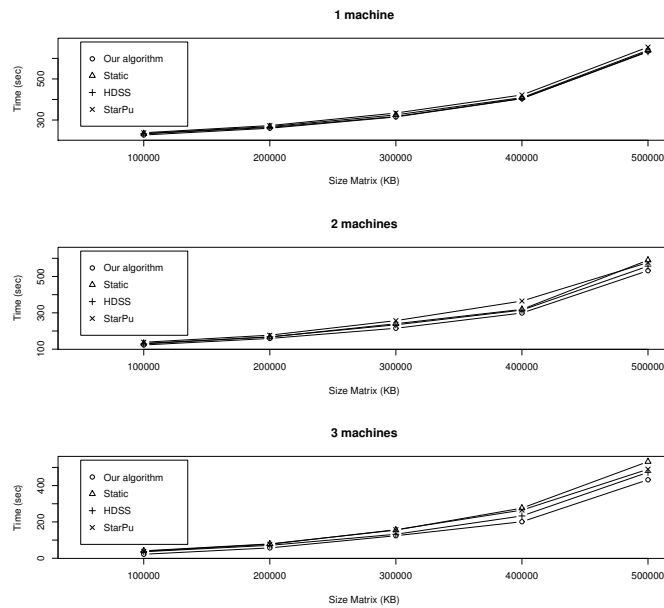 1 machine
Time (sec)
500
300
Our algorithm
Static
HDSS
StarPu
100000 200000 300000 400000 500000
Size Matrix (KB)
2 machines
Time (sec)
500
300
100
Our algorithm
Static
HDSS
StarPu
100000 200000 300000 400000 500000
Size Matrix (KB)
3 machines
Time (sec)
400
200
0
Our algorithm
Static
HDSS
StarPu
100000 200000 300000 400000 500000
Size Matrix (KB)